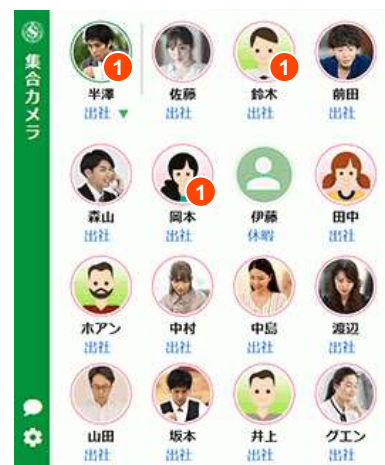 集合カメラ
1 1
半澤 佐藤 鈴木 前田
出社 ▼ 出社 出社 出社
1
森山 岡本 伊藤 田中
出社 出社 休暇 出社
ホアン 中村 中島 渡辺
出社 出社 出社 出社
山田 坂本 井上 グエン
出社 出社 出社 出社